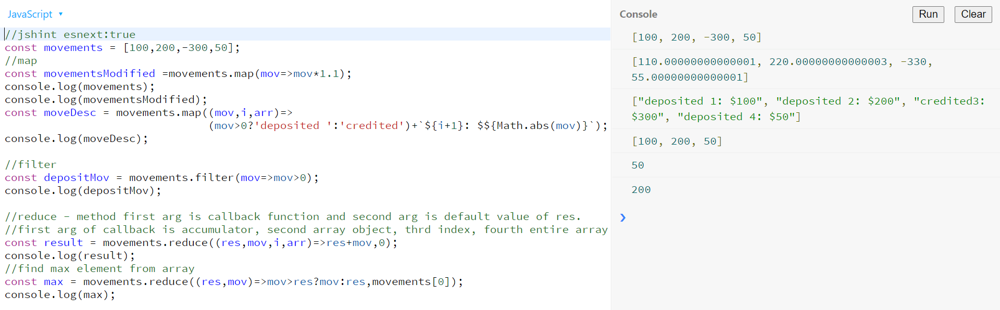 JavaScript ▼
//jshint esnext:true
const movements = [100,200,-300,50];
//map
const movementsModified =movements.map(mov=>mov*1.1);
console.log(movements);
console.log(movementsModified);
const moveDesc = movements.map((mov,i,arr)=>
(mov>0?'deposited ':'credited')+`${i+1}: $${Math.abs(mov)}`);
console.log(moveDesc);
//filter
const depositMov = movements.filter(mov=>mov>0);
console.log(depositMov);
//reduce - method first arg is callback function and second arg is default value of res.
//first arg of callback is accumulator, second array object, thrd index, fourth entire array
const result = movements.reduce((res,mov,i,arr)=>res+mov,0);
console.log(result);
//find max element from array
const max = movements.reduce((res,mov)=>mov>res?mov:res,movements[0]);
console.log(max);
Console
Run
Clear
[100, 200, -300, 50]
[110.00000000000001, 220.00000000000003, -330,
55.00000000000001]
["deposited 1: $100", "deposited 2: $200", "credited3:
$300", "deposited 4: $50"]
[100, 200, 50]
50
200
❯